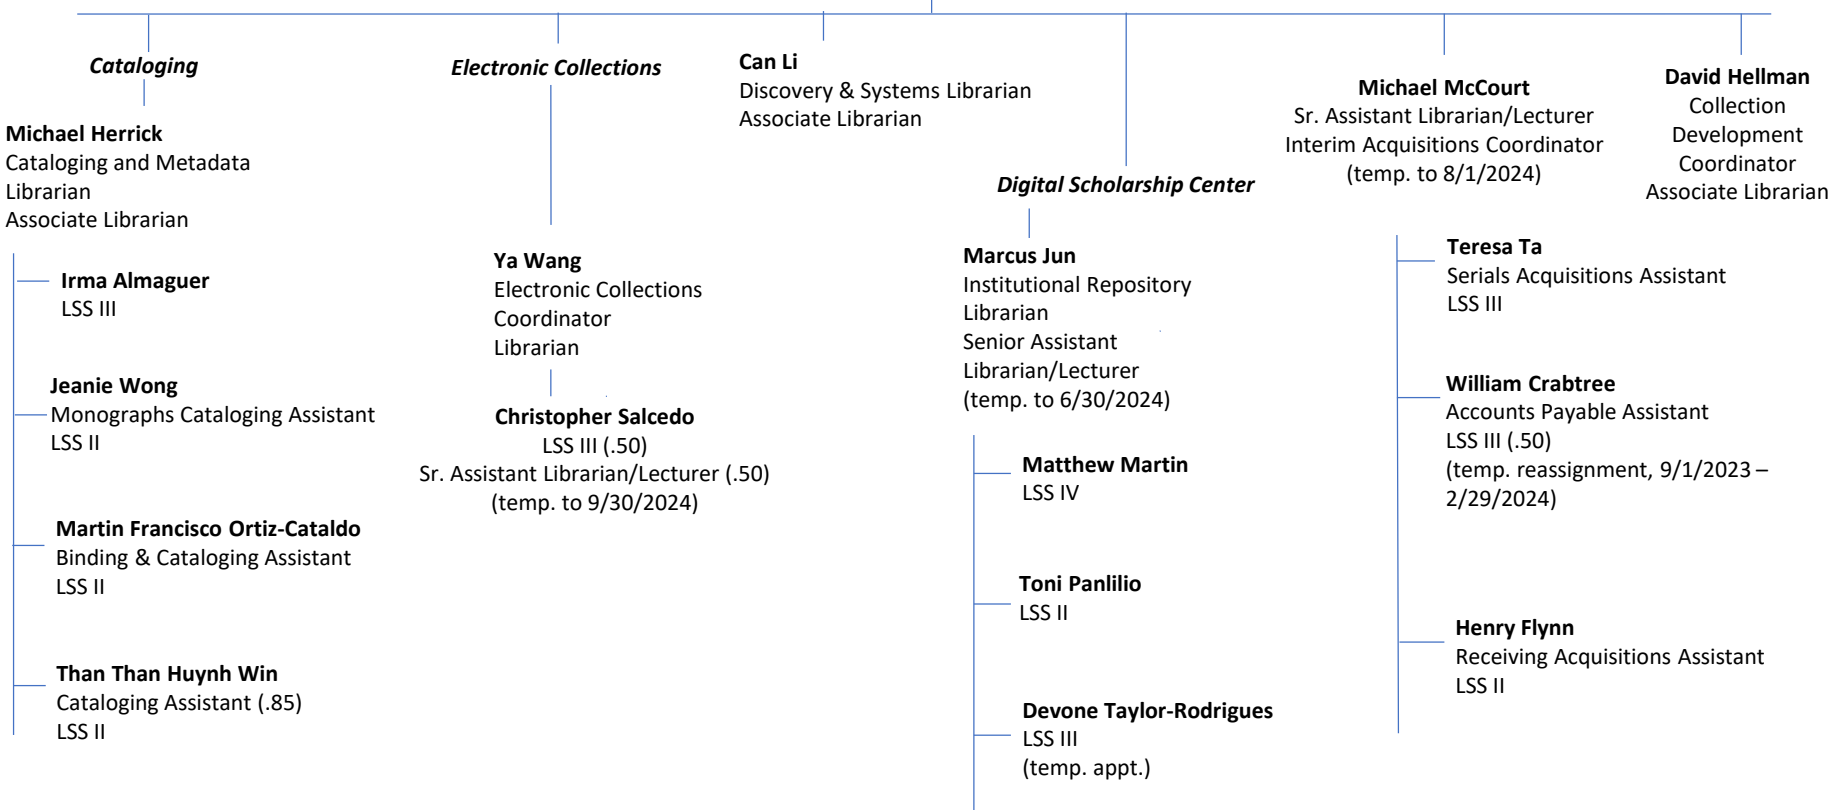 Cataloging
Michael Herrick
Cataloging and Metadata
Librarian
Associate Librarian
Irma Almaguer
LSS III
Jeanie Wong
Monographs Cataloging Assistant
LSS II
Martin Francisco Ortiz-Cataldo
Binding & Cataloging Assistant
LSS II
Than Than Huynh Win
Cataloging Assistant (.85)
LSS II
Electronic Collections
Ya Wang
Electronic Collections
Coordinator
Librarian
Christopher Salcedo
LSS III (.50)
Sr. Assistant Librarian/Lecturer (.50)
(temp. to 9/30/2024)
Can Li
Discovery & Systems Librarian
Associate Librarian
Digital Scholarship Center
Marcus Jun
Institutional Repository
Librarian
Senior Assistant
Librarian/Lecturer
(temp. to 6/30/2024)
Matthew Martin
LSS IV
Toni Panlilio
LSS II
Devone Taylor-Rodrigues
LSS III
(temp. appt.)
Michael McCourt
Sr. Assistant Librarian/Lecturer
Interim Acquisitions Coordinator
(temp. to 8/1/2024)
Teresa Ta
Serials Acquisitions Assistant
LSS III
William Crabtree
Accounts Payable Assistant
LSS III (.50)
(temp. reassignment, 9/1/2023 –
2/29/2024)
Henry Flynn
Receiving Acquisitions Assistant
LSS II
David Hellman
Collection
Development
Coordinator
Associate Librarian